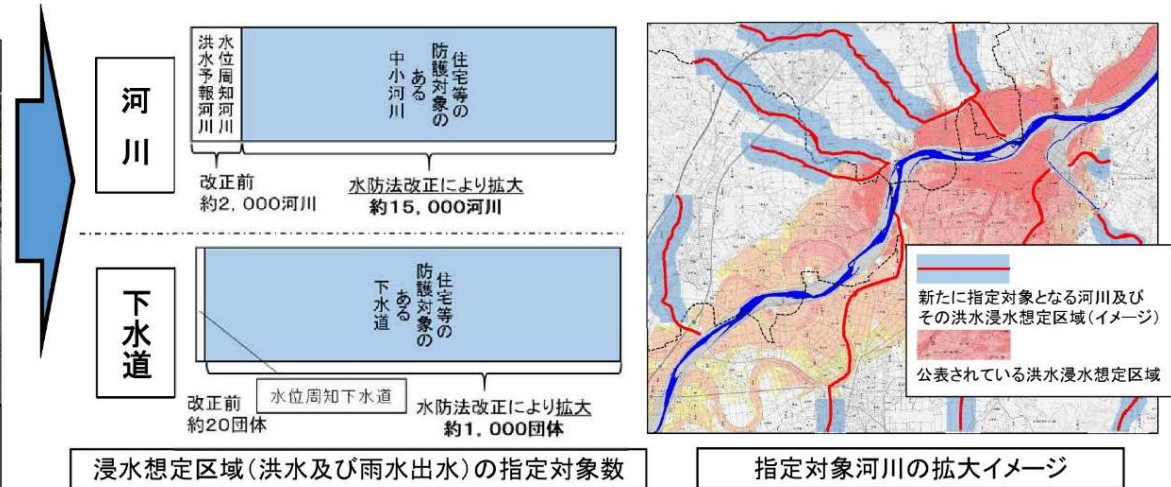 河川
洪水予報河川
水位周知河川
住宅等の
防護対象の
ある
中小河川
改正前
約2,000河川
水防法改正により拡大
約15,000河川
下水道
住宅等の
防護対象の
ある
下水道
水位周知下水道
改正前
約20団体
水防法改正により拡大
約1,000団体
浸水想定区域(洪水及び雨水出水)の指定対象数
新たに指定対象となる河川及び
その洪水浸水想定区域(イメージ)
公表されている洪水浸水想定区域
指定対象河川の拡大イメージ